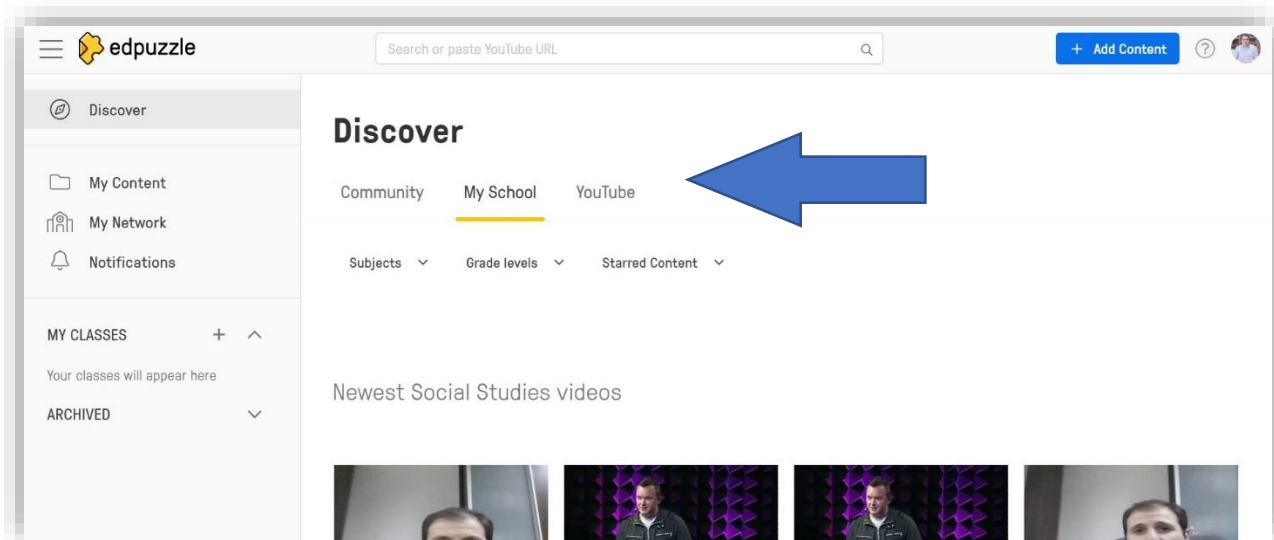 edpuzzle
Search or paste YouTube URL
+ Add Content
?
Discover
My Content
My Network
Notifications
MY CLASSES +
Your classes will appear here
ARCHIVED
Discover
Community My School YouTube
Subjects Grade levels Starred Content
Newest Social Studies videos